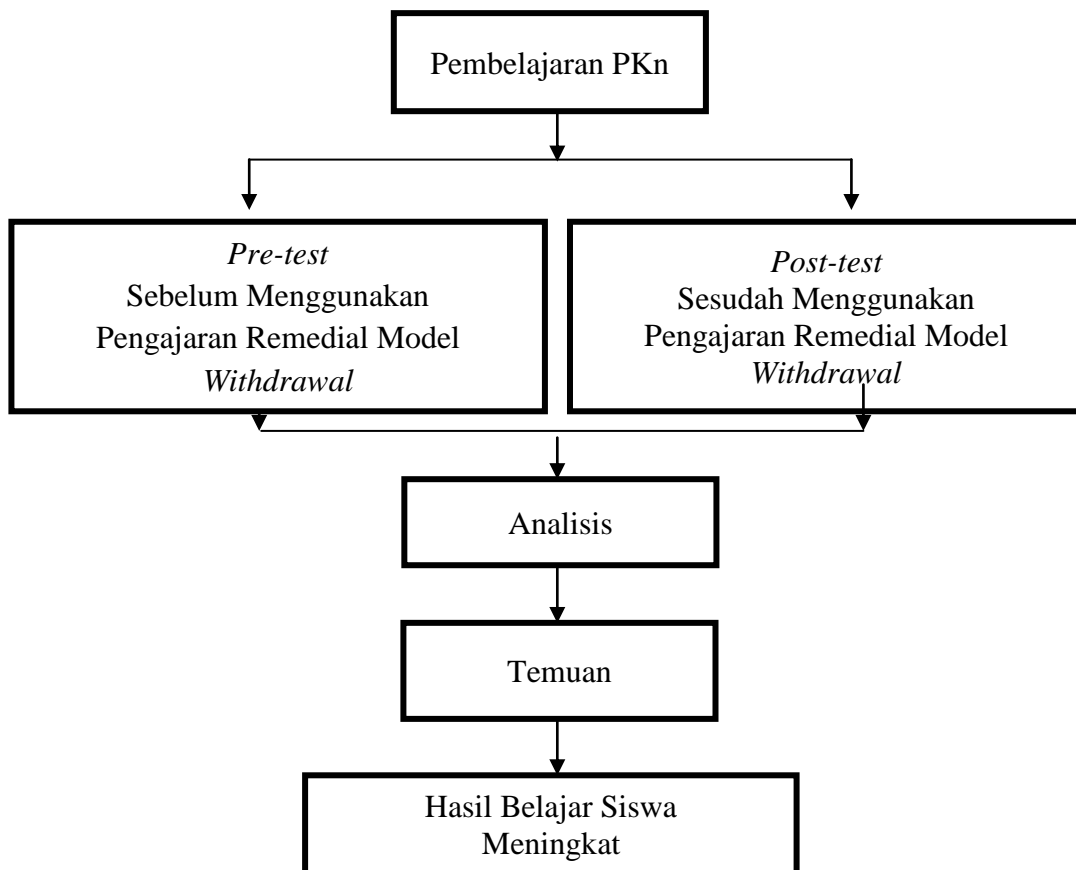 Pembelajaran PKn
Pre-test
Sebelum Menggunakan
Pengajaran Remedial Model
Withdrawal
Post-test
Sesudah Menggunakan
Pengajaran Remedial Model
Withdrawal
Analisis
Temuan
Hasil Belajar Siswa
Meningkat